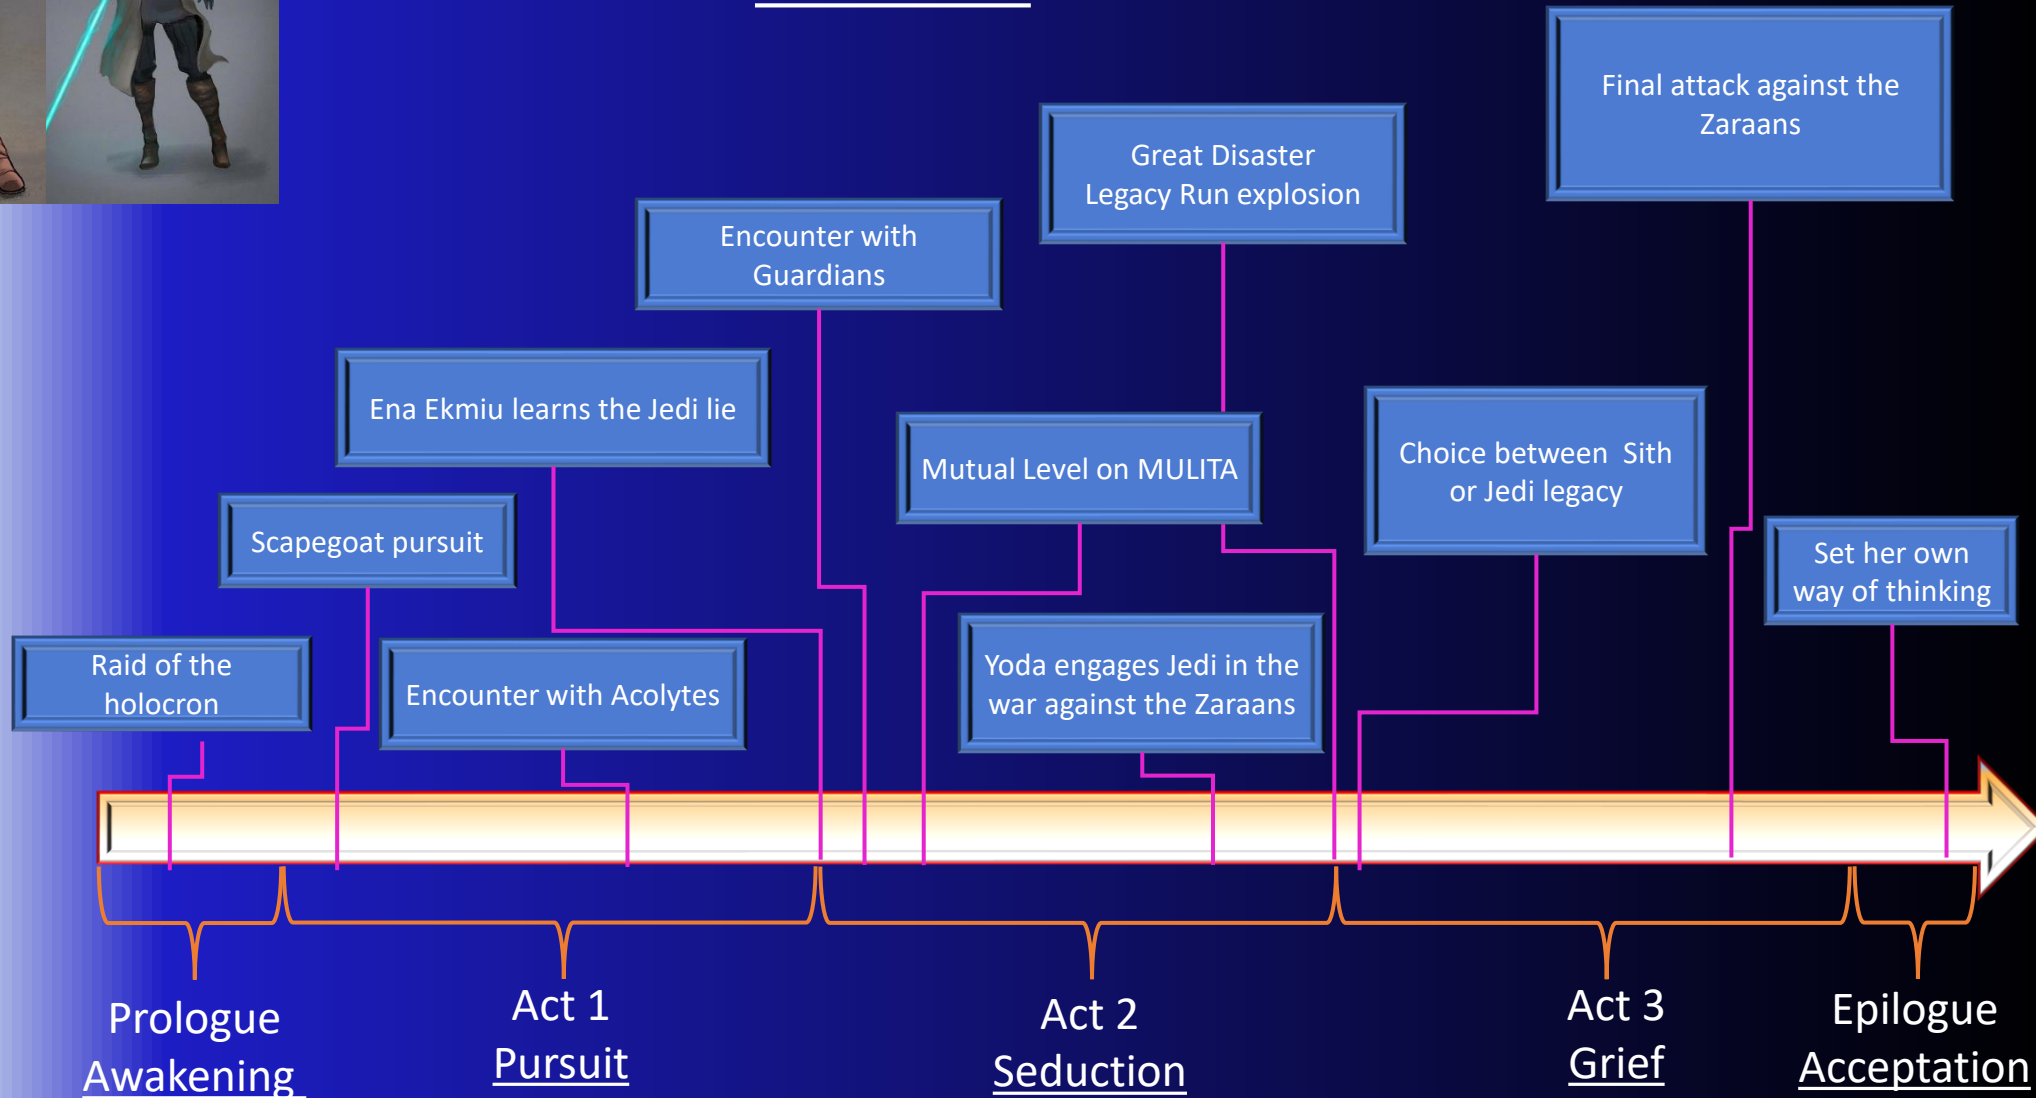 Final attack against the
Zaraans
Great Disaster
Legacy Run explosion
Encounter with
Guardians
Ena Ekmiu learns the Jedi lie
Mutual Level on MULITA
Choice between  Sith
or Jedi legacy
Scapegoat pursuit
Set her own
way of thinking
Raid of the
holocron
Encounter with Acolytes
Yoda engages Jedi in the
war against the Zaraans
Prologue
Awakening
Act 1
Pursuit
Act 2
Seduction
Act 3
Grief
Epilogue
Acceptation